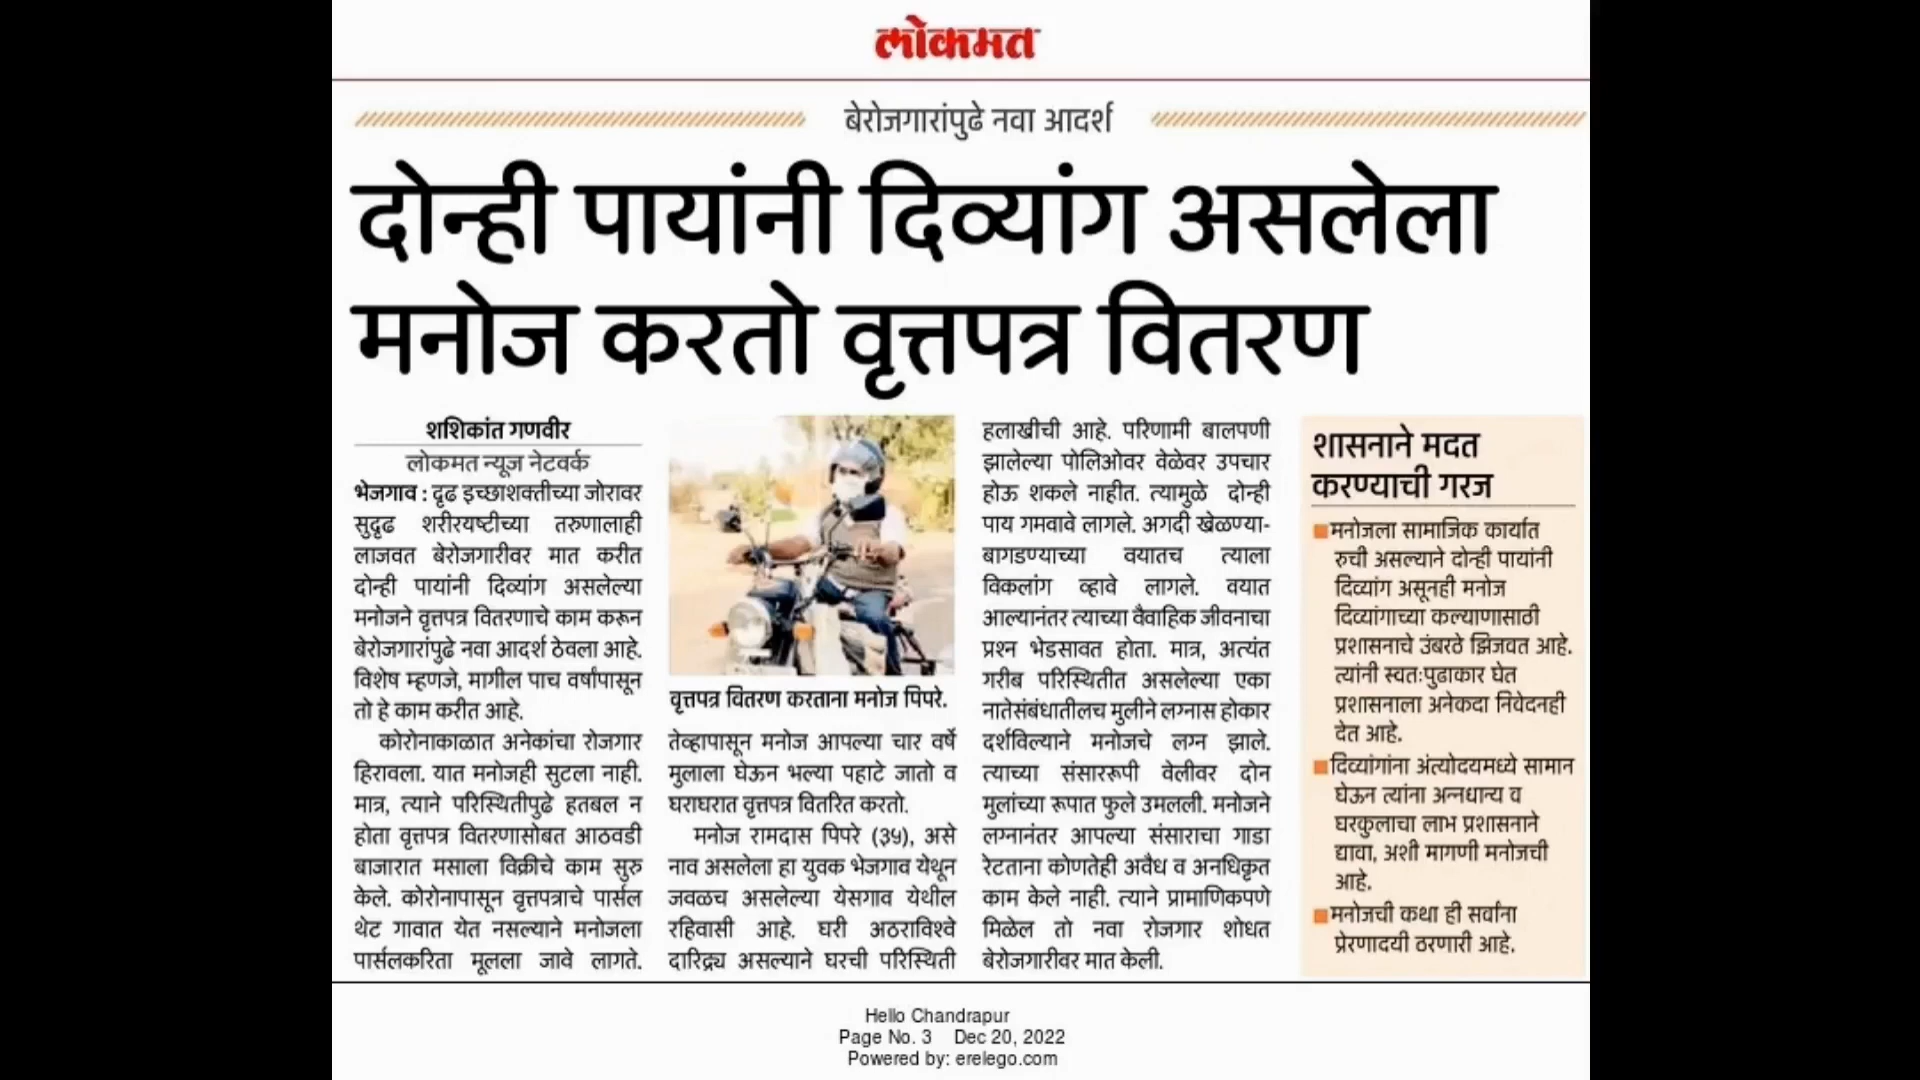 लोकमत
बेरोजगारांपुढे नवा आदर्श
दोन्ही पायांनी दिव्यांग असलेला
मनोज करतो वृत्तपत्र वितरण
शशिकांत गणवीर
लोकमत न्यूज नेटवर्क
भेजगाव : दृढ इच्छाशक्तीच्या जोरावर
सुदृढ शरीरयष्टीच्या तरुणालाही
लाजवत बेरोजगारीवर मात करीत
दोन्ही पायांनी दिव्यांग असलेल्या
मनोजने वृत्तपत्र वितरणाचे काम करून
बेरोजगारांपुढे नवा आदर्श ठेवला आहे.
विशेष म्हणजे, मागील पाच वर्षांपासून
तो हे काम करीत आहे.
कोरोनाकाळात अनेकांचा रोजगार
हिरावला. यात मनोजही सुटला नाही.
मात्र, त्याने परिस्थितीपुढे हतबल न
होता वृत्तपत्र वितरणासोबत आठवडी
बाजारात मसाला विक्रीचे काम सुरु
केले. कोरोनापासून वृत्तपत्राचे पार्सल
थेट गावात येत नसल्याने मनोजला
पार्सलकरिता मूलला जावे लागते.
वृत्तपत्र वितरण करताना मनोज पिपरे.
तेव्हापासून मनोज आपल्या चार वर्षे
मुलाला घेऊन भल्या पहाटे जातो व
घराघरात वृत्तपत्र वितरित करतो.
मनोज रामदास पिपरे (३५), असे
नाव असलेला हा युवक भेजगाव येथून
जवळच असलेल्या येसगाव येथील
रहिवासी आहे. घरी अठराविश्वे
दारिद्र्य असल्याने घरची परिस्थिती
हलाखीची आहे. परिणामी बालपणी
झालेल्या पोलिओवर वेळेवर उपचार
होऊ शकले नाहीत. त्यामुळे दोन्ही
पाय गमवावे लागले. अगदी खेळण्या-
बागडण्याच्या वयातच त्याला
विकलांग व्हावे लागले. वयात
आल्यानंतर त्याच्या वैवाहिक जीवनाचा
प्रश्न भेडसावत होता. मात्र, अत्यंत
गरीब परिस्थितीत असलेल्या एका
नातेसंबंधातीलच मुलीने लग्नास होकार
दर्शविल्याने मनोजचे लग्न झाले.
त्याच्या संसाररूपी वेलीवर दोन
मुलांच्या रूपात फुले उमलली. मनोजने
लग्नानंतर आपल्या संसाराचा गाडा
रेटताना कोणतेही अवैध व अनधिकृत
काम केले नाही. त्याने प्रामाणिकपणे
मिळेल तो नवा रोजगार शोधत
बेरोजगारीवर मात केली.
शासनाने मदत
करण्याची गरज
मनोजला सामाजिक कार्यात
रुची असल्याने दोन्ही पायांनी
दिव्यांग असूनही मनोज
दिव्यांगाच्या कल्याणासाठी
प्रशासनाचे उंबरठे झिजवत आहे.
त्यांनी स्वतःपुढाकार घेत
प्रशासनाला अनेकदा निवेदनही
देत आहे.
दिव्यांगांना अंत्योदयमध्ये सामान
घेऊन त्यांना अन्नधान्य व
घरकुलाचा लाभ प्रशासनाने
द्यावा, अशी मागणी मनोजची
आहे.
मनोजची कथा ही सर्वांना
प्रेरणादयी ठरणारी आहे.
Hello Chandrapur
Page No. 3 Dec 20, 2022
Powered by: erelego.com